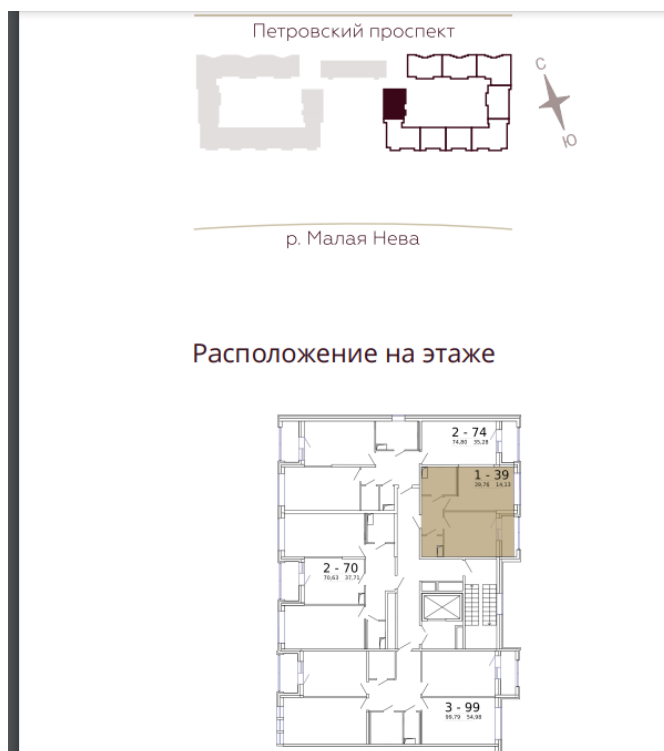 Петровский проспект
С
Ю
р. Малая Нева
Расположение на этаже
2 - 74
74,80 35,28
1 - 39
39,76 14,13
2 - 70
70,63 37,71
3 - 99
99,79 54,98